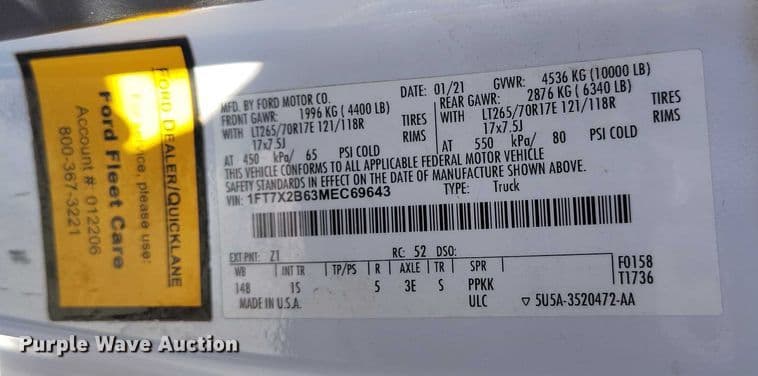 FORD DEALER/QUICKLANE
For service, please use:
Ford Fleet Care
Account # 012206
800-367-3221
MFD. BY FORD MOTOR CO.
DATE: 01/21
GVWR: 4536 KG (10000 LB)
FRONT GAWR: 1996 KG ( 4400 LB)
REAR GAWR: 2876 KG ( 6340 LB)
WITH LT265/70R17E 121/118R TIRES
WITH LT265/70R17E 121/118R TIRES
17x7.5J RIMS
17x7.5J RIMS
AT 450 kPa/ 65 PSI COLD
AT 550 kPa/ 80 PSI COLD
THIS VEHICLE CONFORMS TO ALL APPLICABLE FEDERAL MOTOR VEHICLE
SAFETY STANDARDS IN EFFECT ON THE DATE OF MANUFACTURE SHOWN ABOVE.
VIN: 1FT7X2B63MEC69643
TYPE: Truck
EXT PNT: Z1 RC: 52 DSO:
WB INT TR TP/PS R AXLE TR SPR
148 1S 5 3E S PPKK
ULC
F0158
T1736
MADE IN U.S.A.
▽ 5U5A-3520472-AA
Purple Wave Auction